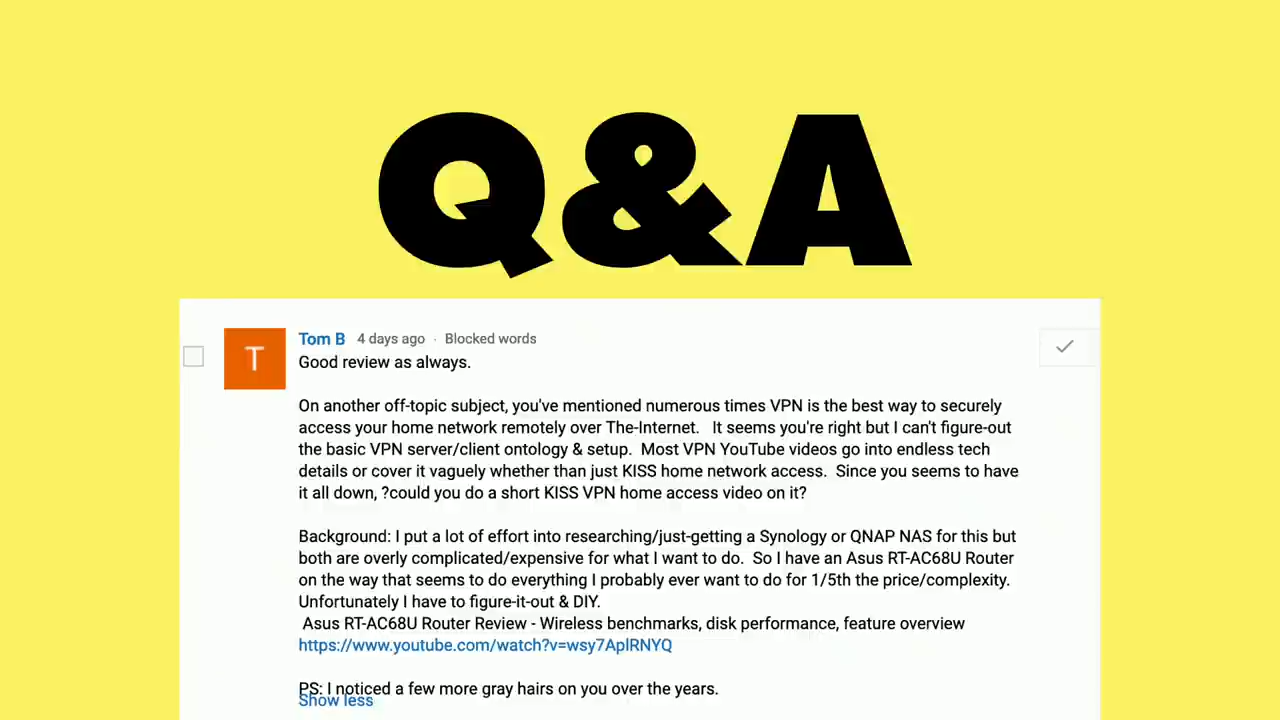 Q&A
T
Tom B 4 days ago · Blocked words
Good review as always.
On another off-topic subject, you've mentioned numerous times VPN is the best way to securely
access your home network remotely over The-Internet. It seems you're right but I can't figure-out
the basic VPN server/client ontology & setup. Most VPN YouTube videos go into endless tech
details or cover it vaguely whether than just KISS home network access. Since you seems to have
it all down, ?could you do a short KISS VPN home access video on it?
Background: I put a lot of effort into researching/just-getting a Synology or QNAP NAS for this but
both are overly complicated/expensive for what I want to do. So I have an Asus RT-AC68U Router
on the way that seems to do everything I probably ever want to do for 1/5th the price/complexity.
Unfortunately I have to figure-it-out & DIY.
Asus RT-AC68U Router Review - Wireless benchmarks, disk performance, feature overview
https://www.youtube.com/watch?v=wsy7AplRNYQ
PS: I noticed a few more gray hairs on you over the years.
Show less